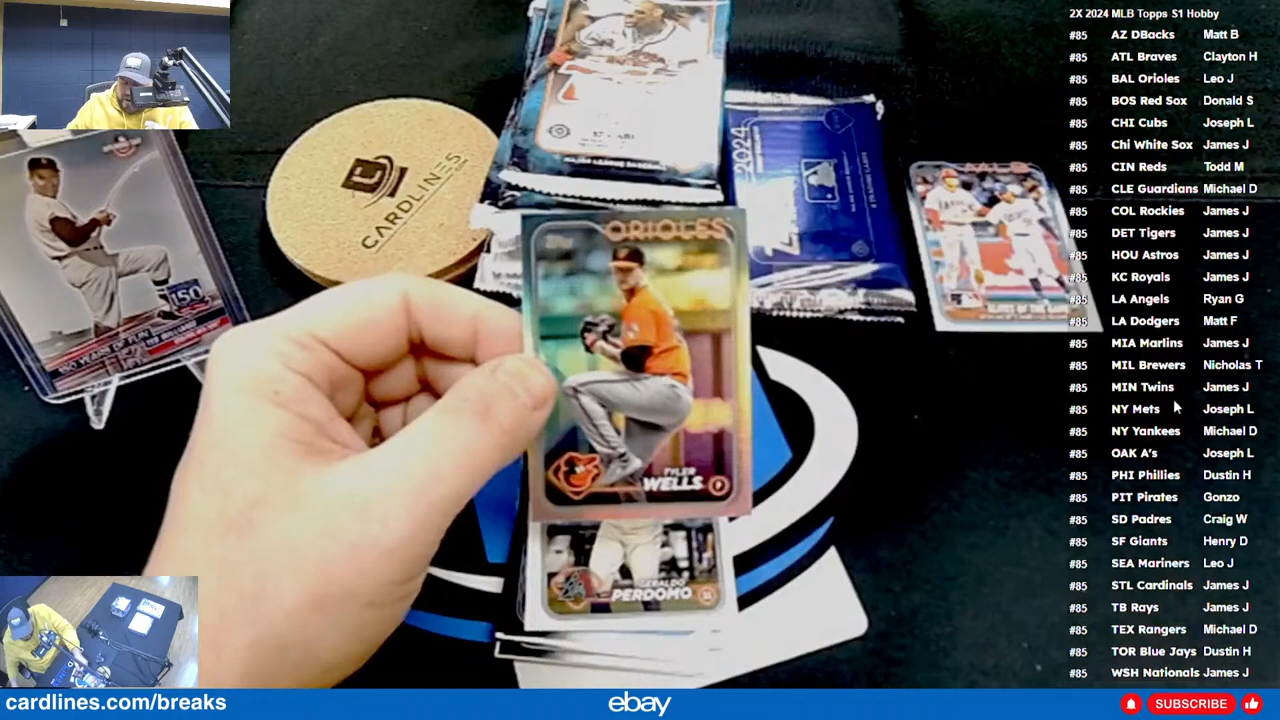 2X 2024 MLB Topps S1 Hobby
#85 AZ DBacks Matt B
#85 ATL Braves Clayton H
#85 BAL Orioles Leo J
#85 BOS Red Sox Donald S
#85 CHI Cubs Joseph L
#85 Chi White Sox James J
#85 CIN Reds Todd M
#85 CLE Guardians Michael D
#85 COL Rockies James J
#85 DET Tigers James J
#85 HOU Astros James J
#85 KC Royals James J
#85 LA Angels Ryan G
#85 LA Dodgers Matt F
#85 MIA Marlins James J
#85 MIL Brewers Nicholas T
#85 MIN Twins James J
#85 NY Mets Joseph L
#85 NY Yankees Michael D
#85 OAK A's Joseph L
#85 PHI Phillies Dustin H
#85 PIT Pirates Gonzo
#85 SD Padres Craig W
#85 SF Giants Henry D
#85 SEA Mariners Leo J
#85 STL Cardinals James J
#85 TB Rays James J
#85 TEX Rangers Michael D
#85 TOR Blue Jays Dustin H
#85 WSH Nationals James J
CARDLINES
MAJOR LEAGUE BASEBALL
2024
150
ORIOLES
TYLER
WELLS P
GERALDO
PERDOMO
cardlines.com/breaks
ebay
SUBSCRIBE